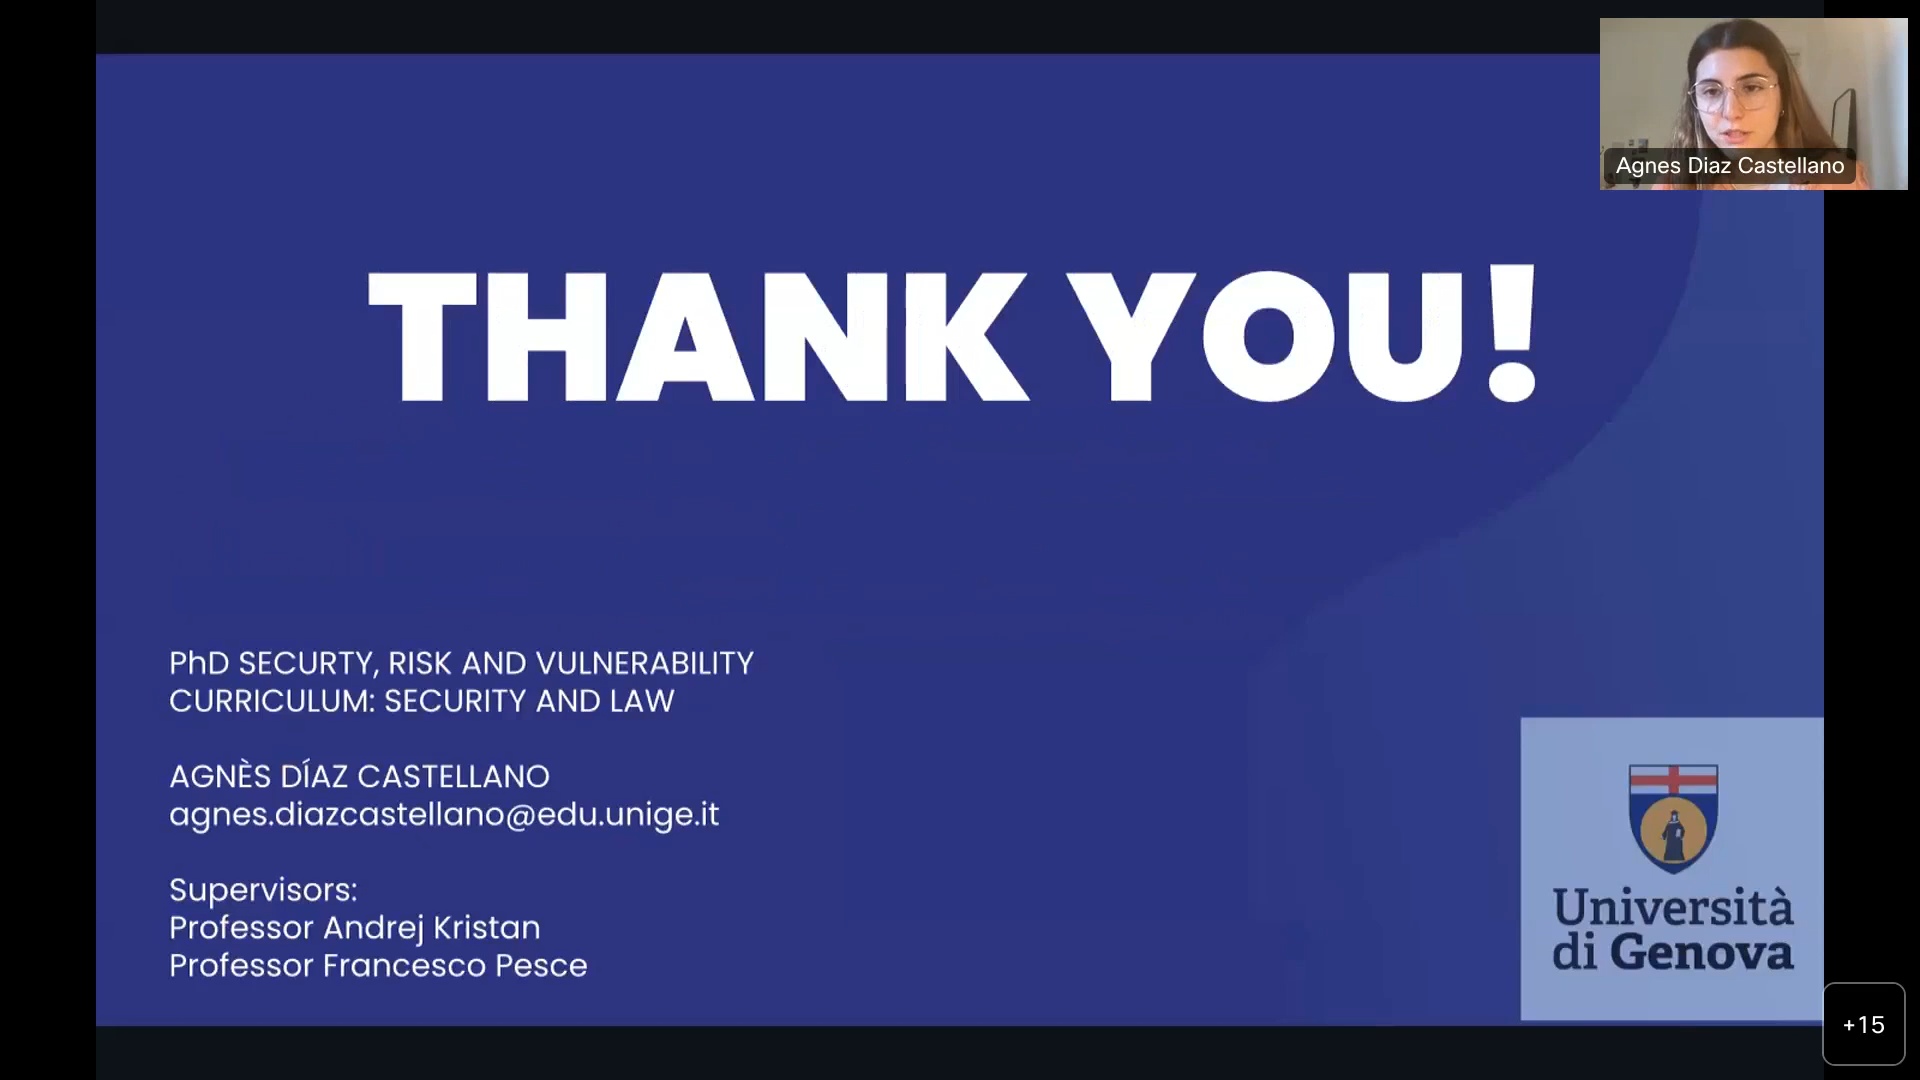 Agnes Diaz Castellano
THANK YOU!
PhD SECURTY, RISK AND VULNERABILITY
CURRICULUM: SECURITY AND LAW
AGNÈS DÍAZ CASTELLANO
agnes.diazcastellano@edu.unige.it
Supervisors:
Professor Andrej Kristan
Professor Francesco Pesce
Università
di Genova
+15